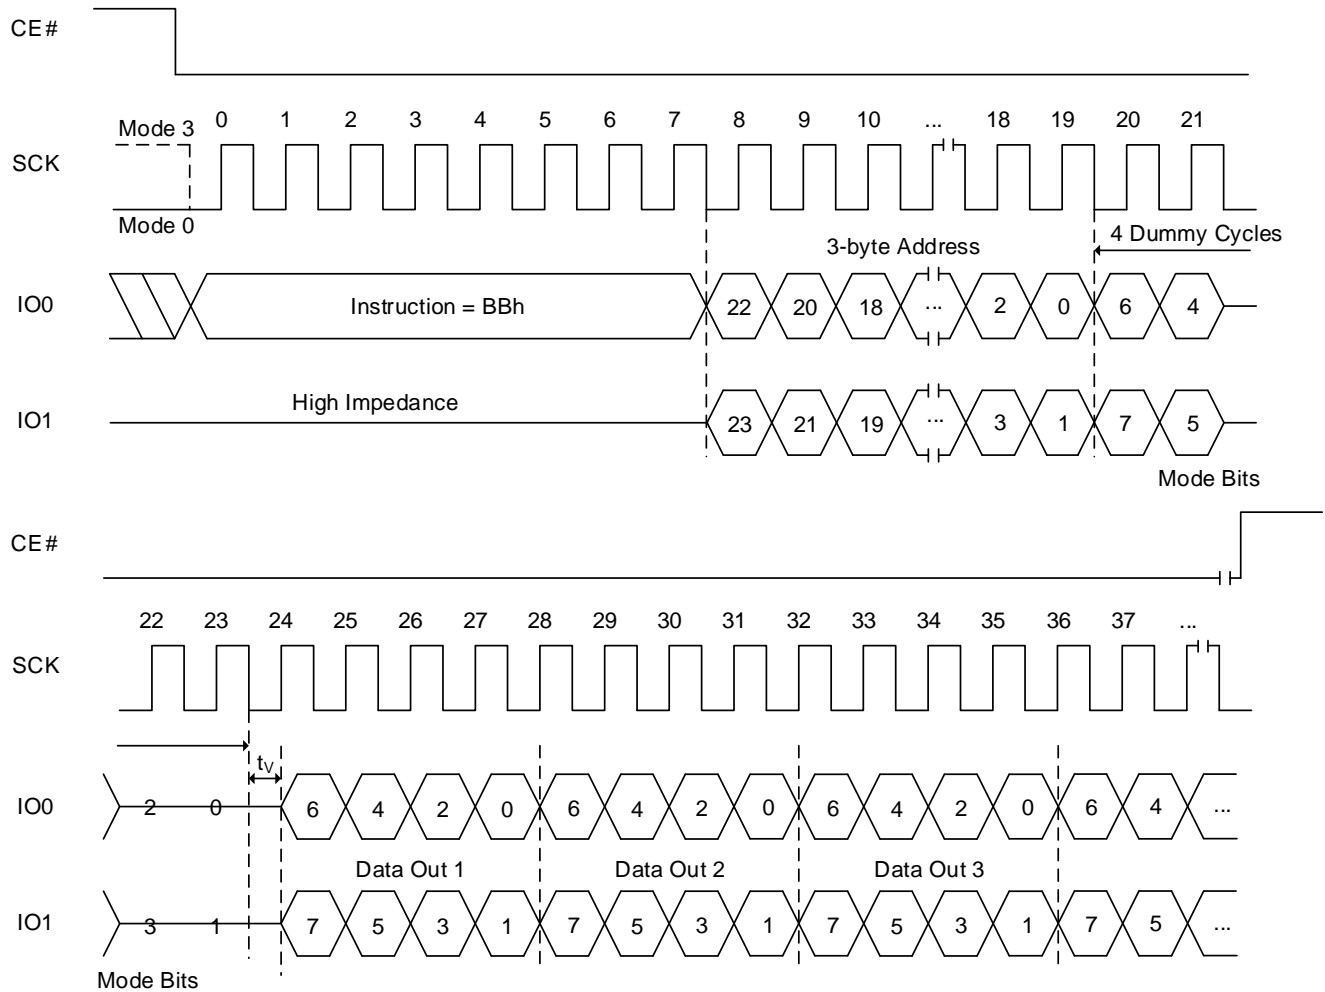 CE#
Mode 3 0 1 2 3 4 5 6 7 8 9 10 ... 18 19 20 21
SCK
Mode 0
3-byte Address 4 Dummy Cycles
IO0 Instruction = BBh 22 20 18 ... 2 0 6 4
High Impedance
IO1 23 21 19 ... 3 1 7 5
Mode Bits
CE#
22 23 24 25 26 27 28 29 30 31 32 33 34 35 36 37 ...
SCK
tV
IO0 2 0 6 4 2 0 6 4 2 0 6 4 2 0 6 4 ...
Data Out 1 Data Out 2 Data Out 3
IO1 3 1 7 5 3 1 7 5 3 1 7 5 3 1 7 5 ...
Mode Bits